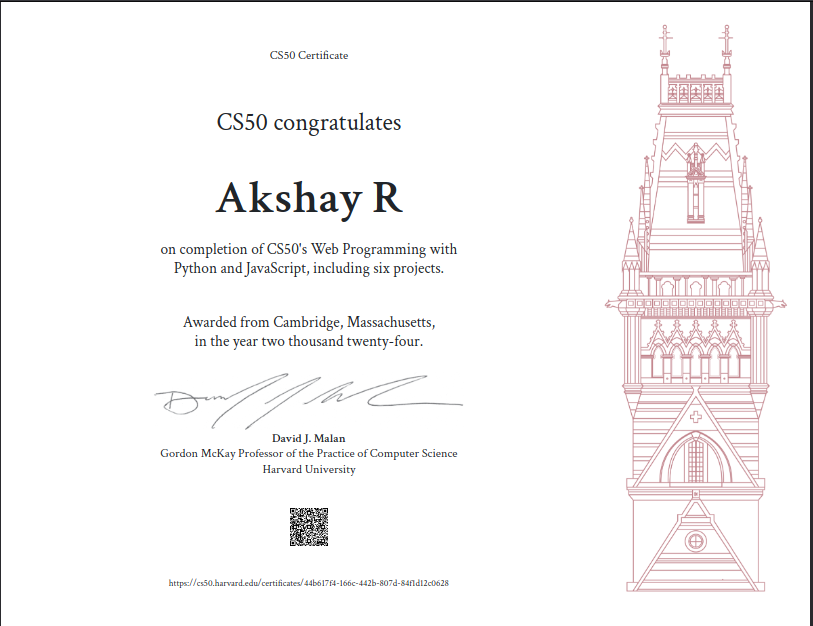 CS50 Certificate
CS50 congratulates
Akshay R
on completion of CS50's Web Programming with
Python and JavaScript, including six projects.
Awarded from Cambridge, Massachusetts,
in the year two thousand twenty-four.
David J. Malan
Gordon McKay Professor of the Practice of Computer Science
Harvard University
https://cs50.harvard.edu/certificates/44b617f4-166c-442b-807d-84f1d12c0628